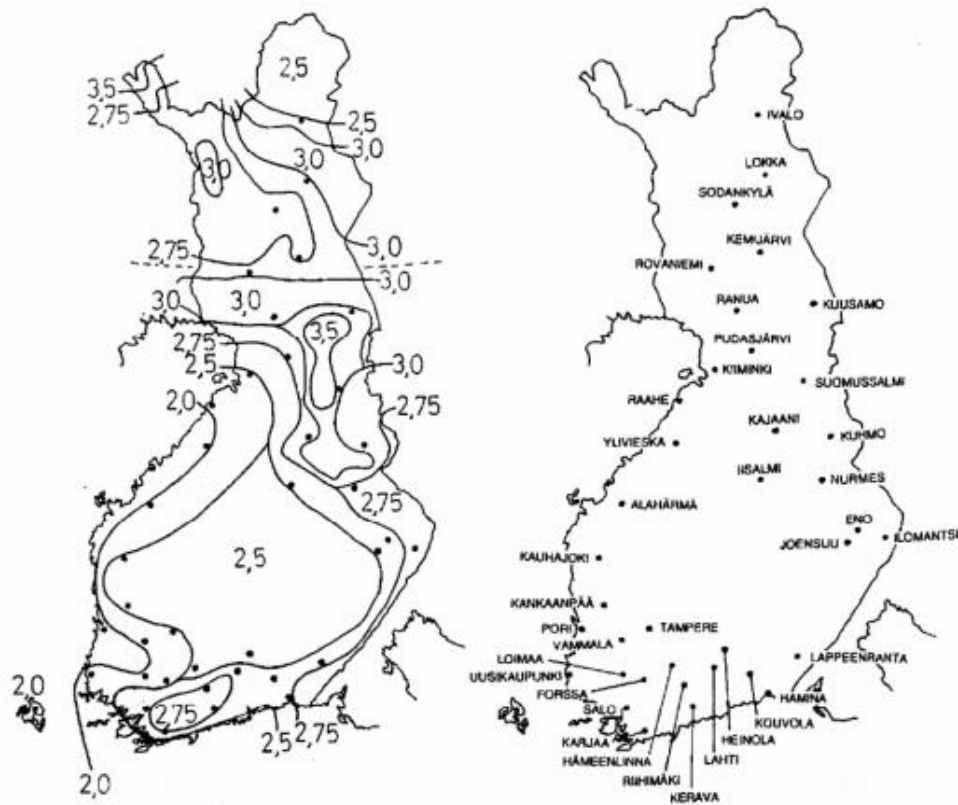 2,5
3,5
2,75
2,5
3,0
3,0
3,0
2,75
3,0
3,0
3,0
3,0
3,5
2,75
2,5
3,0
2,0
2,75
2,75
2,5
2,0
2,75
2,5
2,75
2,0
IVALO
LOKKA
SODANKYLÄ
KEMIJÄRVI
ROVANIEMI
RANUA
KUUSAMO
PUDASJÄRVI
KIIMINKI
SUOMUSSALMI
RAAHE
KAJAANI
YLIVIESKA
KUHMO
IISALMI
NURMES
ALAHÄRMÄ
ENO
ILOMANTSI
JOENSUU
KAUHAJOKI
KANKAANPÄÄ
PORI
TAMPERE
VAMMALA
LOIMAA
LAPPEENRANTA
UUSIKAUPUNKI
FORSSA
HAMINA
SALO
KOUVOLA
KARJAA
HEINOLA
HÄMEENLINNA
LAHTI
RIIHIMÄKI
KERAVA